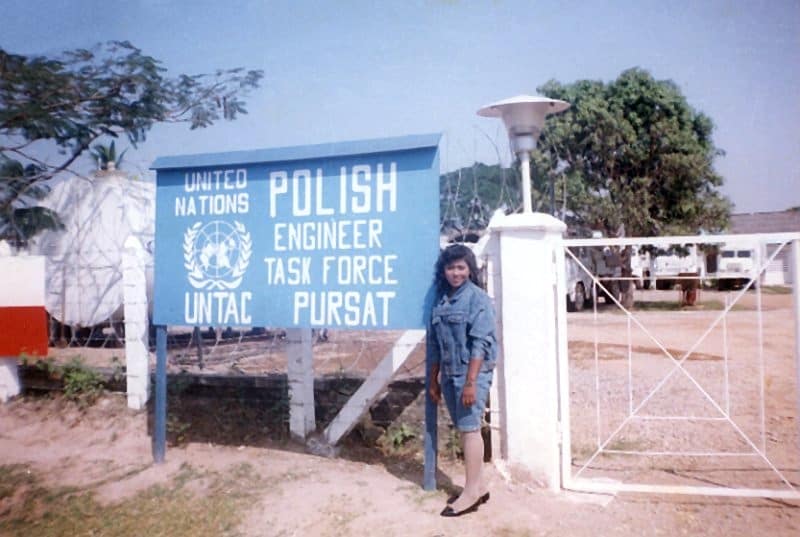 UNITED
NATIONS
UNTAC
POLISH
ENGINEER
TASK FORCE
PURSAT